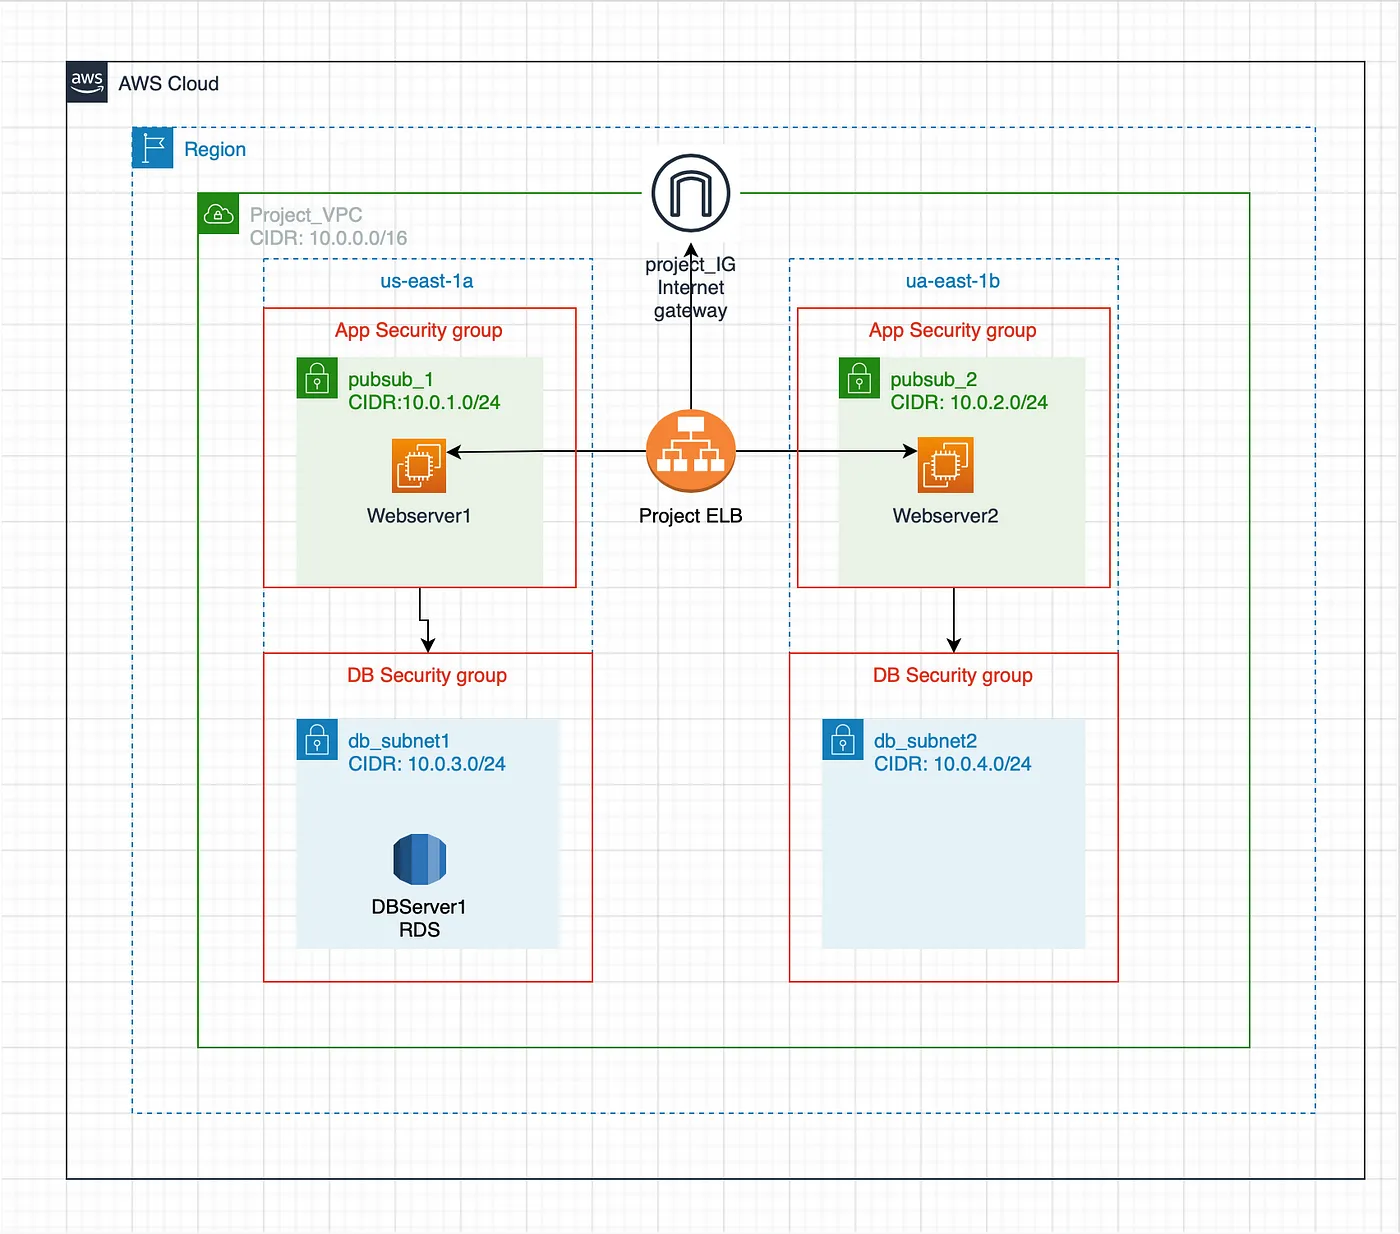 aws
AWS Cloud
Region
Project_VPC
CIDR: 10.0.0.0/16
project_IG
Internet
gateway
us-east-1a
ua-east-1b
App Security group
App Security group
pubsub_1
CIDR:10.0.1.0/24
pubsub_2
CIDR: 10.0.2.0/24
Webserver1
Project ELB
Webserver2
DB Security group
DB Security group
db_subnet1
CIDR: 10.0.3.0/24
db_subnet2
CIDR: 10.0.4.0/24
DBServer1
RDS